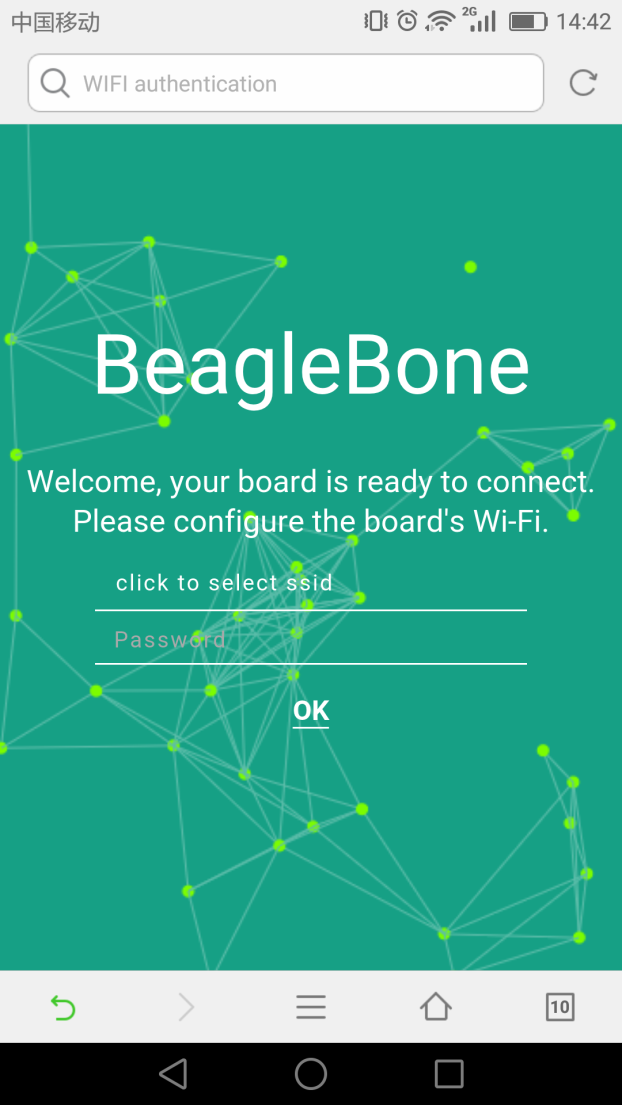 中国移动
2G
14:42
WIFI authentication
BeagleBone
Welcome, your board is ready to connect.
Please configure the board's Wi-Fi.
click to select ssid
Password
OK
10